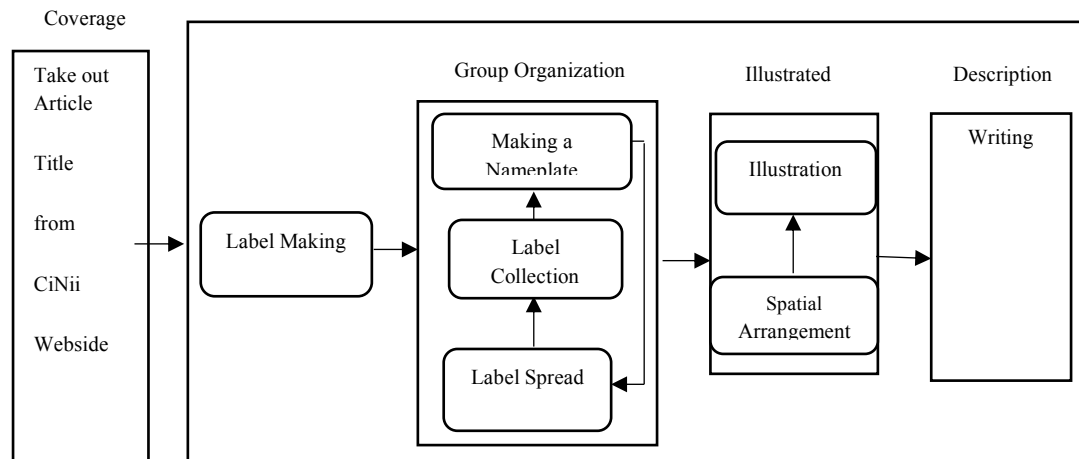 Coverage
Take out
Article
Title
from
CiNii
Webside
Label Making
Group Organization
Making a
Nameplate
Label
Collection
Label Spread
Illustrated
Illustration
Spatial
Arrangement
Description
Writing